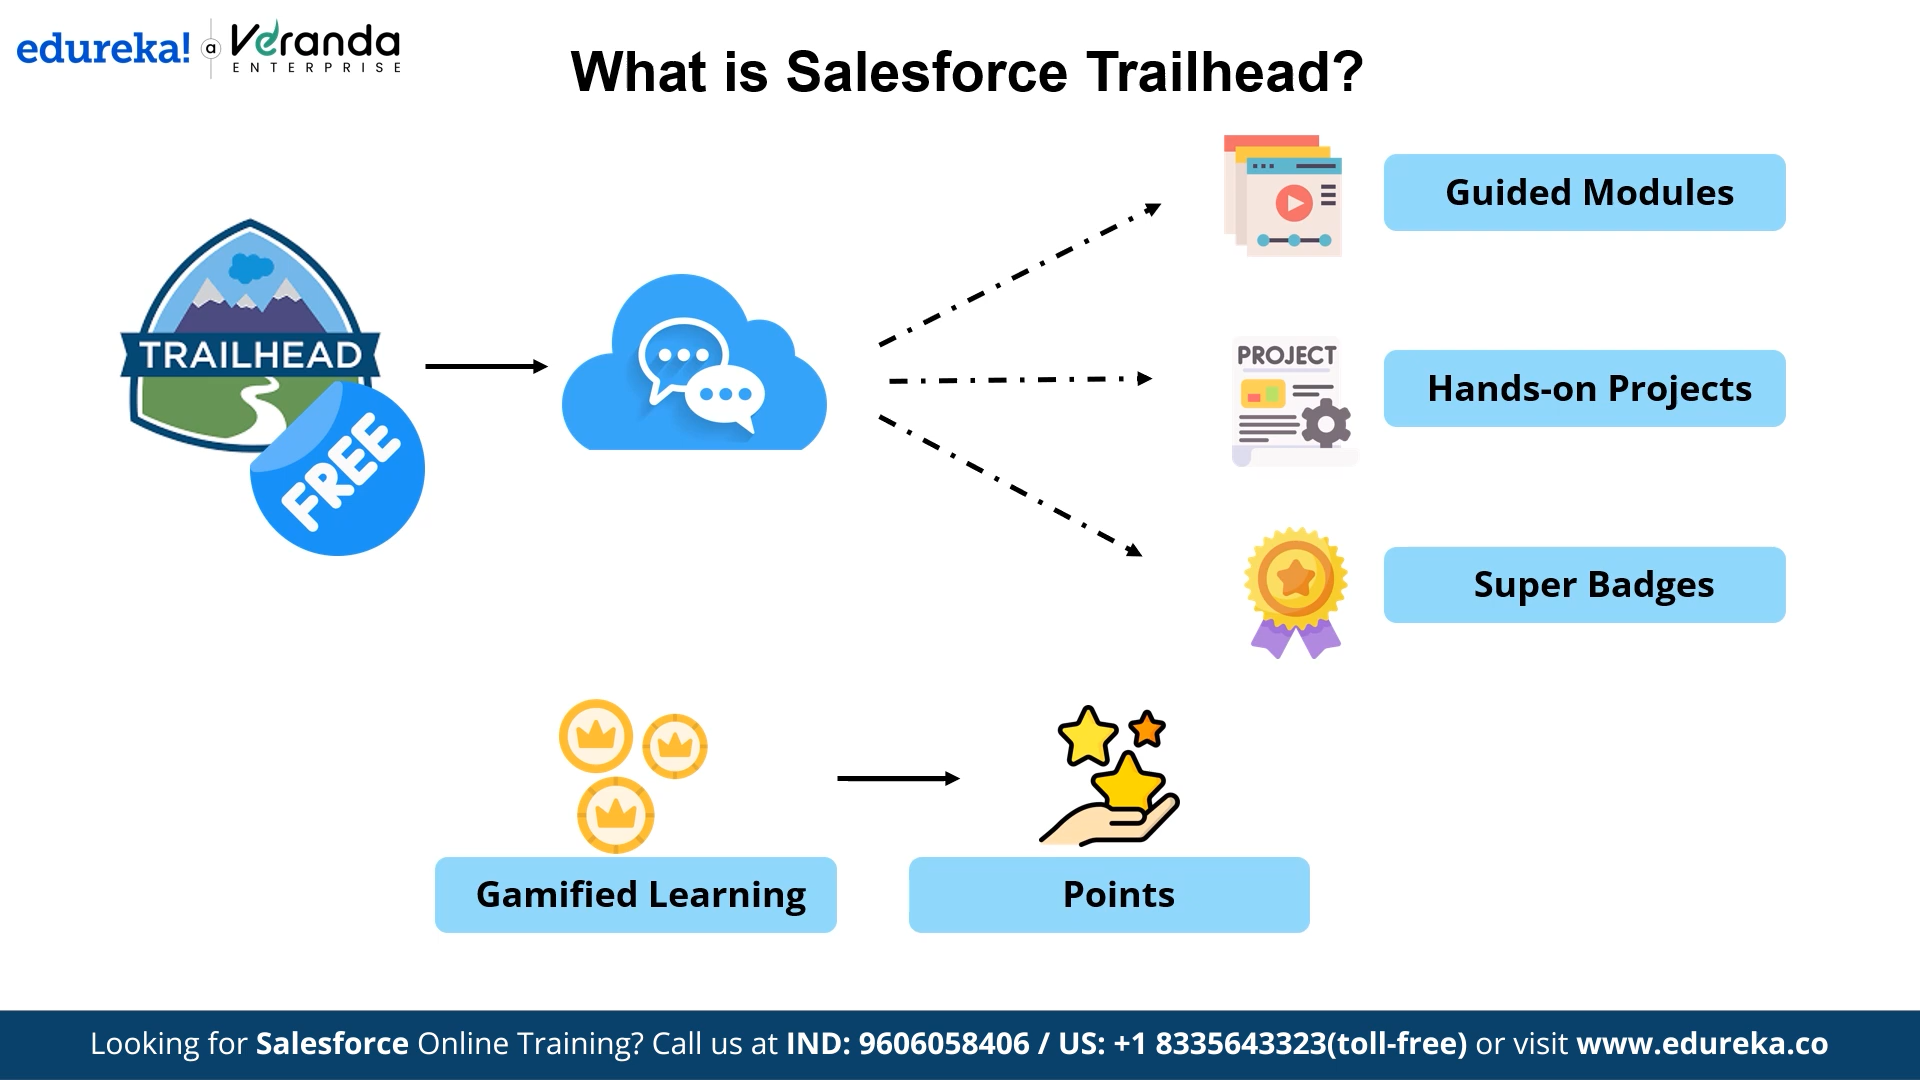 edureka! a Veranda
ENTERPRISE
What is Salesforce Trailhead?
Guided Modules
TRAILHEAD
FREE
PROJECT
Hands-on Projects
Super Badges
Gamified Learning
Points
Looking for Salesforce Online Training? Call us at IND: 9606058406 / US: +1 8335643323(toll-free) or visit www.edureka.co